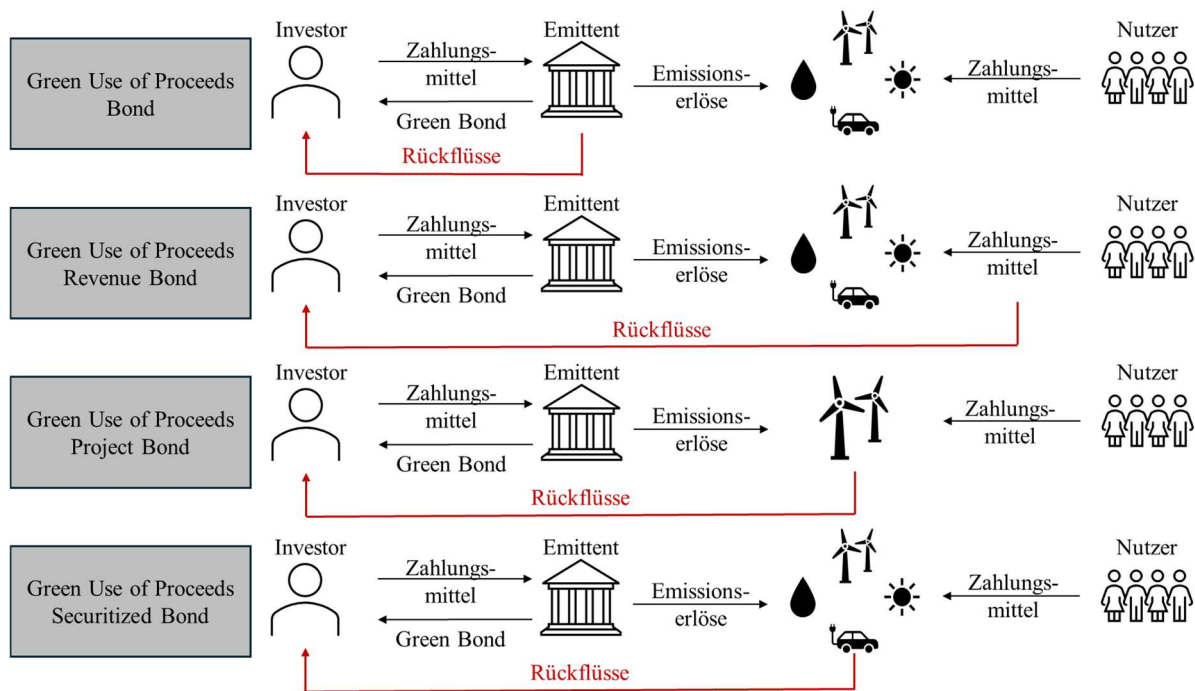 Green Use of Proceeds
Bond
Investor
Zahlungs-
mittel
Green Bond
Rückflüsse
Emittent
Emissions-
erlöse
Zahlungs-
mittel
Nutzer
Green Use of Proceeds
Revenue Bond
Investor
Zahlungs-
mittel
Green Bond
Emittent
Emissions-
erlöse
Rückflüsse
Zahlungs-
mittel
Nutzer
Green Use of Proceeds
Project Bond
Investor
Zahlungs-
mittel
Green Bond
Emittent
Emissions-
erlöse
Rückflüsse
Zahlungs-
mittel
Nutzer
Green Use of Proceeds
Securitized Bond
Investor
Zahlungs-
mittel
Green Bond
Emittent
Emissions-
erlöse
Rückflüsse
Zahlungs-
mittel
Nutzer